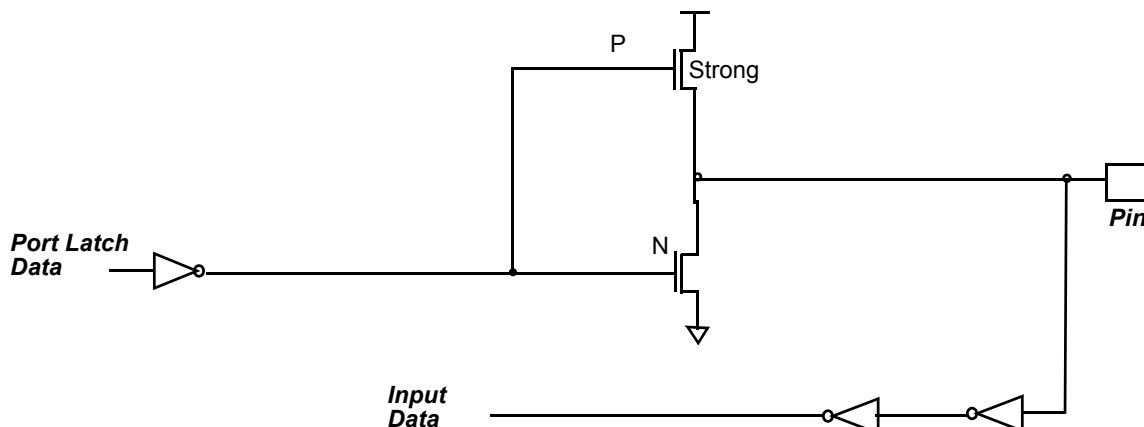 P
Strong
Pin
N
Port Latch
Data
Input
Data